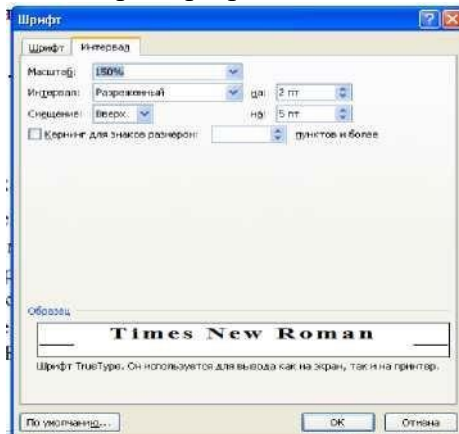 Шрифт
Шрифт Интервал
Масштаб: 150%
Интервал: Разреженный на: 2 пт
Смещение: Вверх. на: 5 пт
Кернинг для знаков размером: пунктов и более
Образец
Times New Roman
Шрифт TrueType. Он используется для вывода как на экран, так и на принтер.
По умолчанию... ОК Отмена